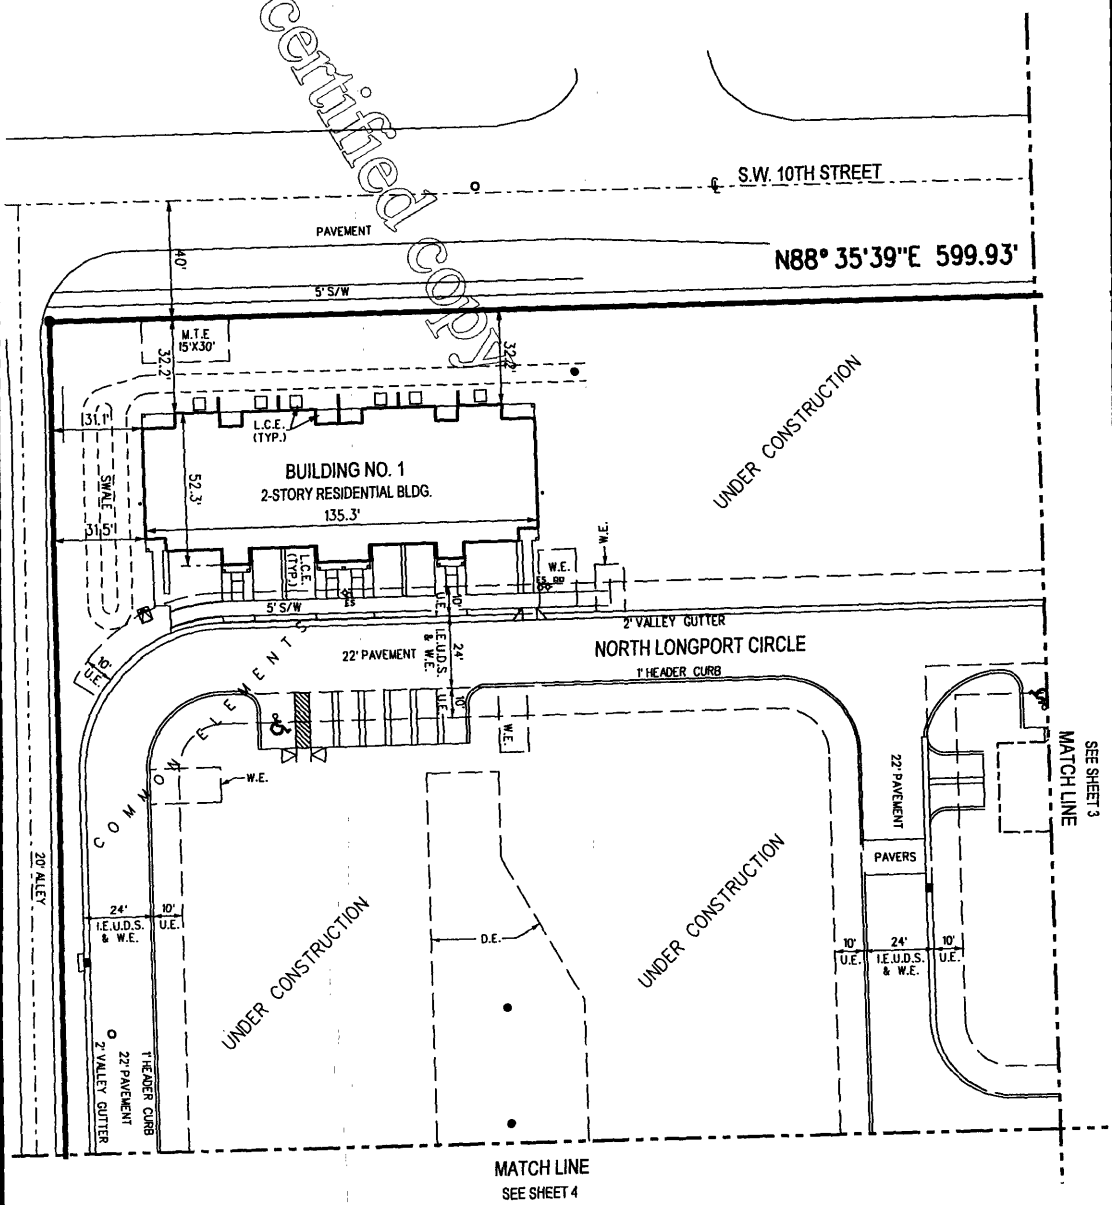 certified copy
S.W. 10TH STREET
PAVEMENT
40'
N88° 35'39"E 599.93'
5' S/W
M.T.E
15'X30'
32.2'
32.2'
31.1'
L.C.E.
(TYP.)
UNDER CONSTRUCTION
BUILDING NO. 1
2-STORY RESIDENTIAL BLDG.
52.3'
135.3'
SWALE
31.5'
W.E.
L.C.E.
(TYP.)
W.E.
ES
ES
5' S/W
10'
U.E.
2' VALLEY GUTTER
NORTH LONGPORT CIRCLE
22' PAVEMENT
24'
I.E.U.D.S.
& W.E.
1' HEADER CURB
10'
U.E.
10'
U.E.
W.E.
W.E.
COMMON ELEMENTS
22' PAVEMENT
SEE SHEET 3
MATCH LINE
PAVERS
20' ALLEY
24'
I.E.U.D.S.
& W.E.
10'
U.E.
UNDER CONSTRUCTION
D.E.
UNDER CONSTRUCTION
10'
U.E.
24'
I.E.U.D.S.
& W.E.
10'
U.E.
1' HEADER CURB
22' PAVEMENT
2' VALLEY GUTTER
MATCH LINE
SEE SHEET 4